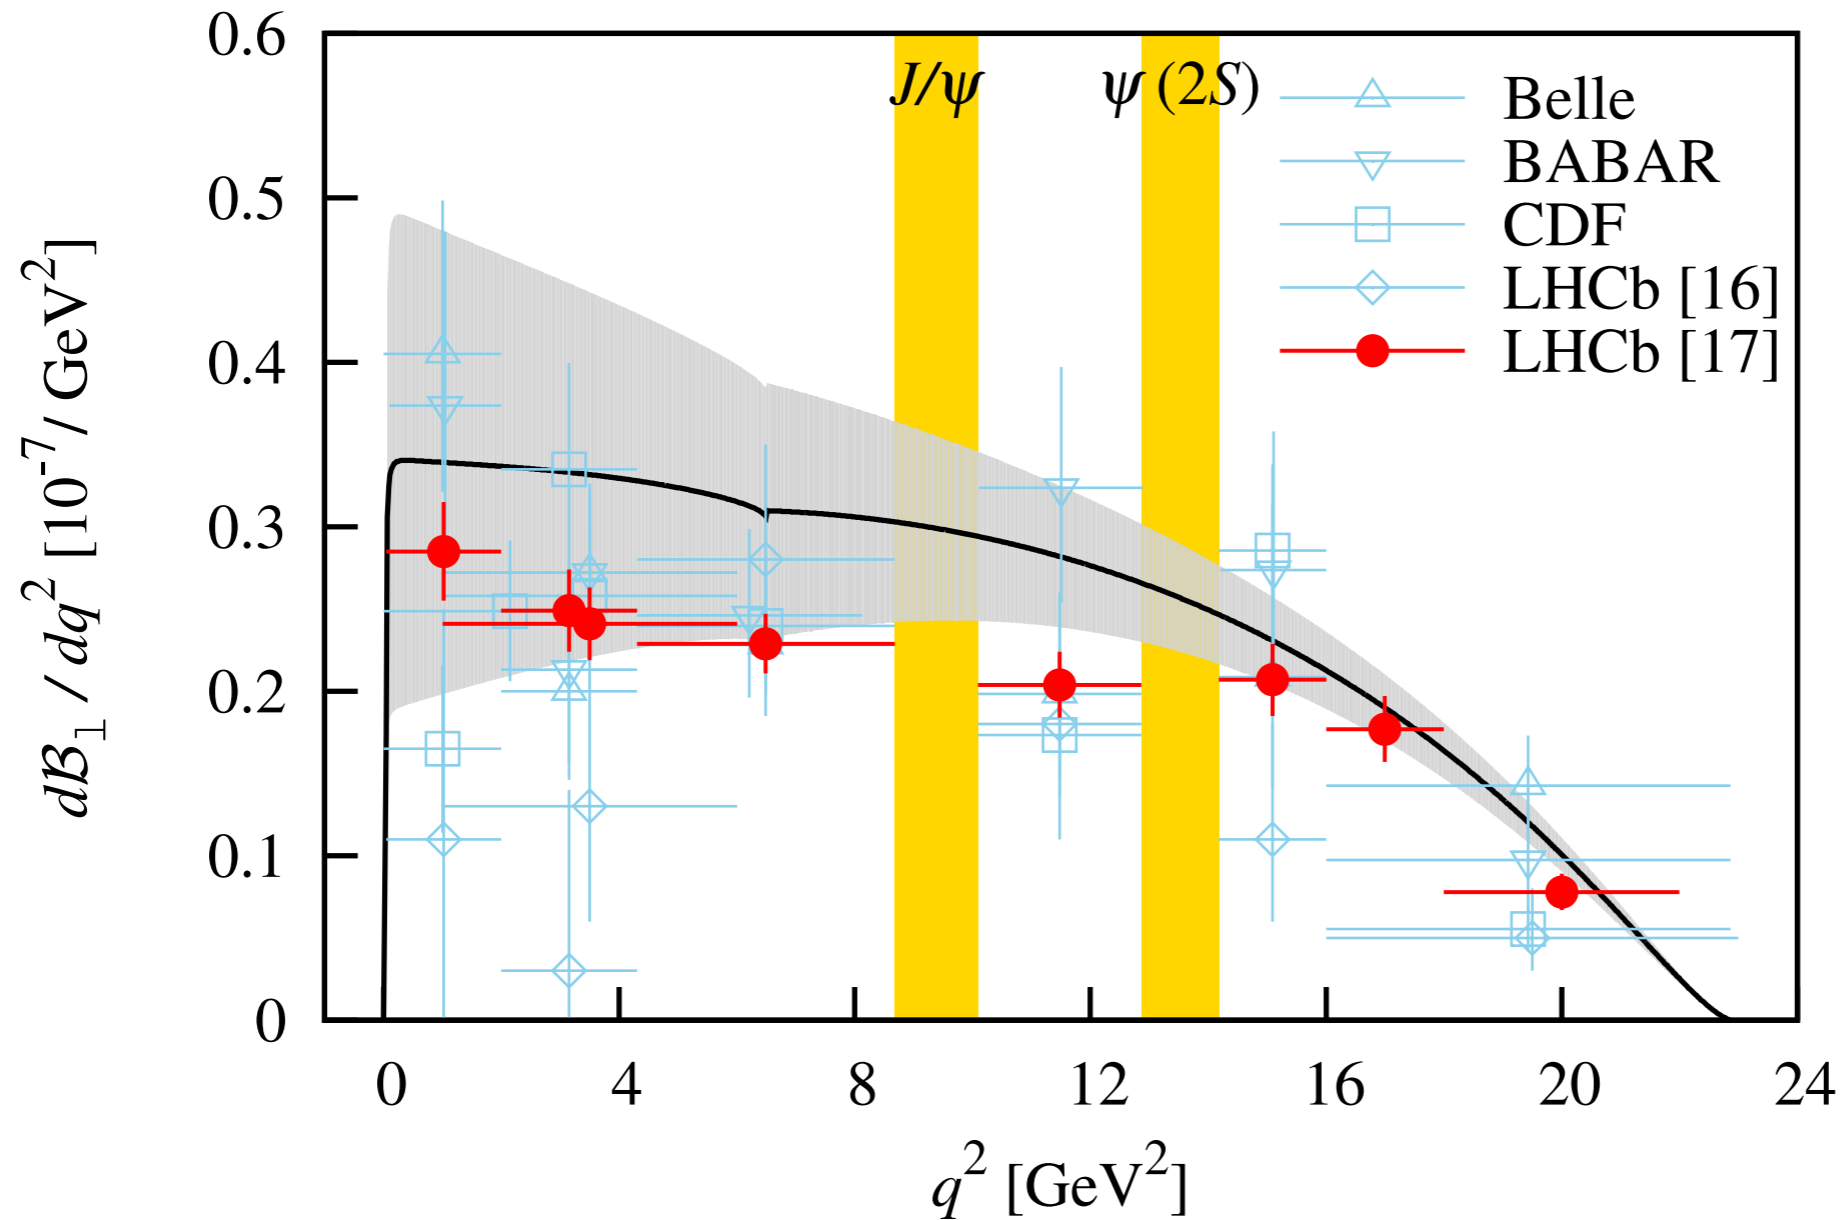 0.6
0.5
0.4
0.3
0.2
0.1
0
dℬ_l / dq² [10⁻⁷/ GeV²]
J/ψ
ψ (2S)
Belle
BABAR
CDF
LHCb [16]
LHCb [17]
0 4 8 12 16 20 24
q² [GeV²]